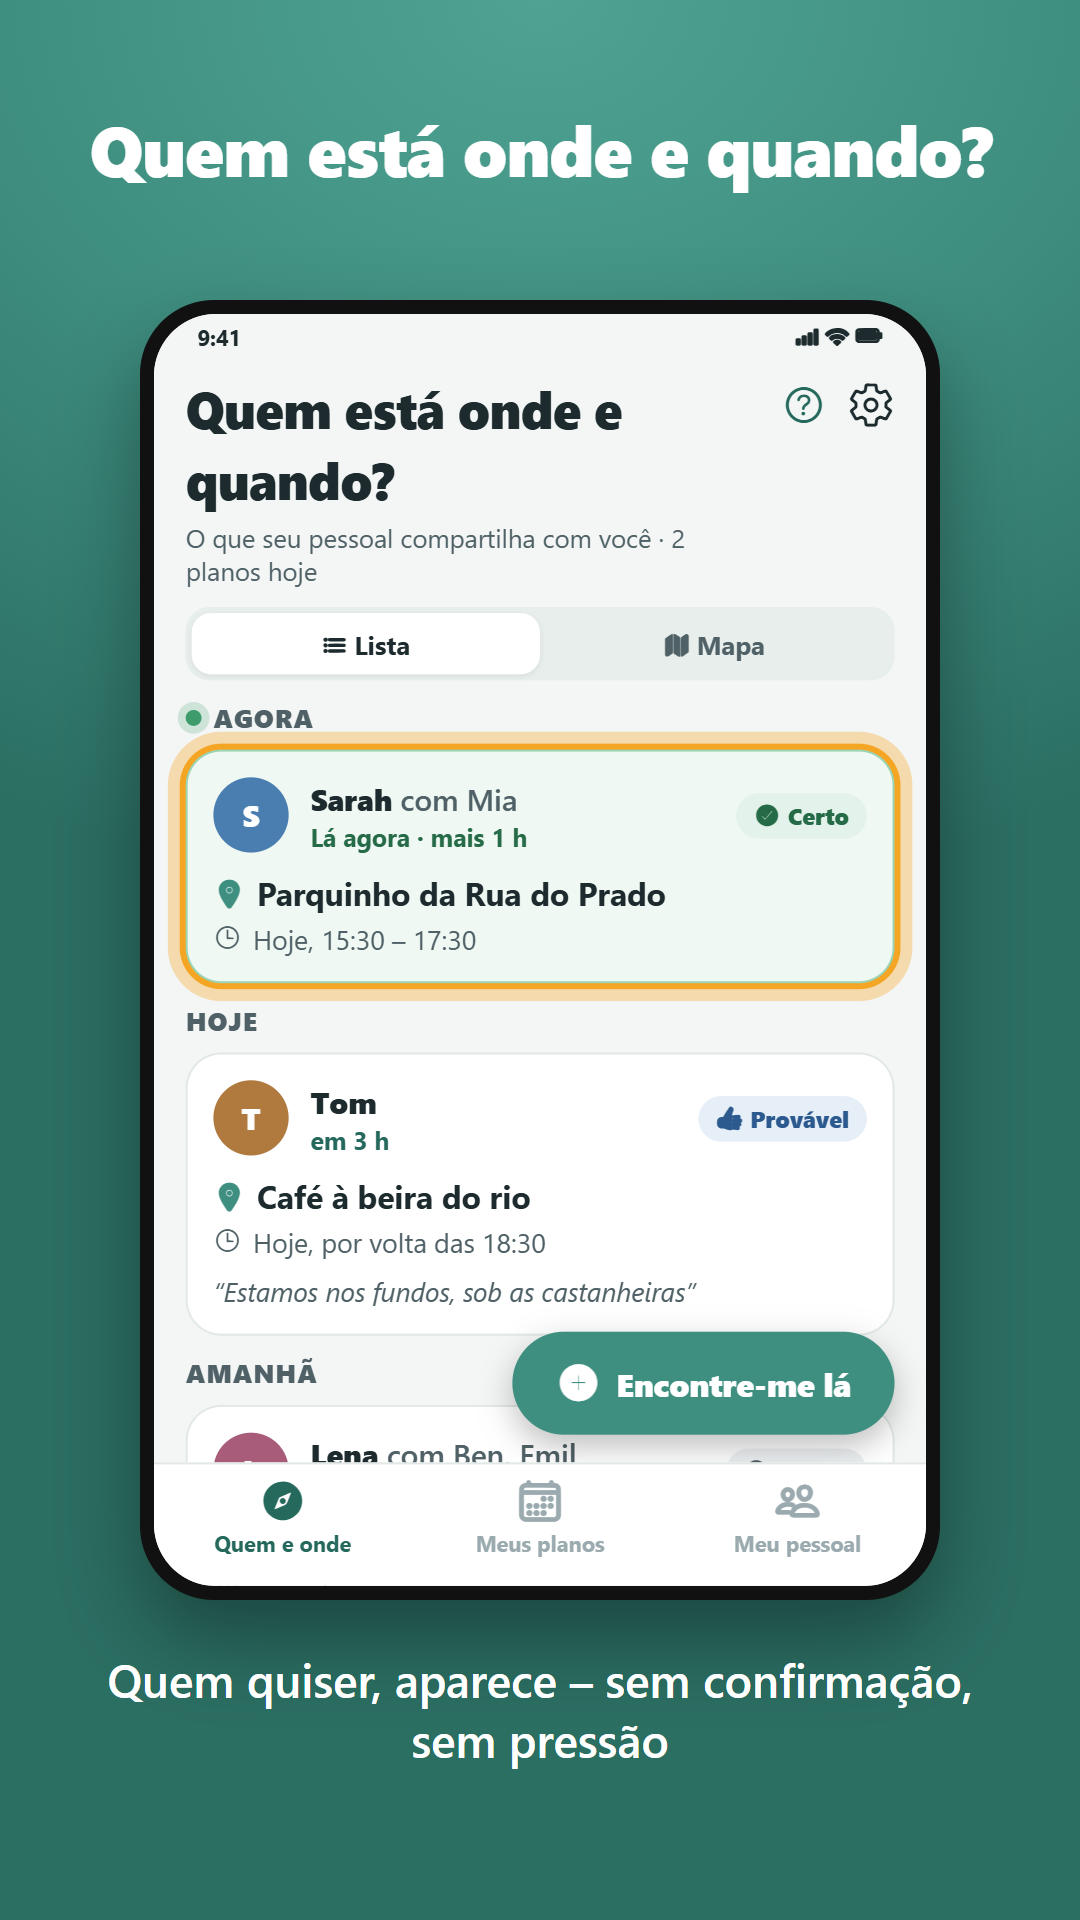 Quem está onde e quando?
9:41
Quem está onde e
quando?
O que seu pessoal compartilha com você · 2
planos hoje
Lista
Mapa
AGORA
S
Sarah com Mia
Lá agora · mais 1 h
Certo
Parquinho da Rua do Prado
Hoje, 15:30 – 17:30
HOJE
T
Tom
em 3 h
Provável
Café à beira do rio
Hoje, por volta das 18:30
“Estamos nos fundos, sob as castanheiras”
AMANHÃ
Encontre-me lá
Lena com Ben, Emil
Quem e onde
Meus planos
Meu pessoal
Quem quiser, aparece – sem confirmação,
sem pressão